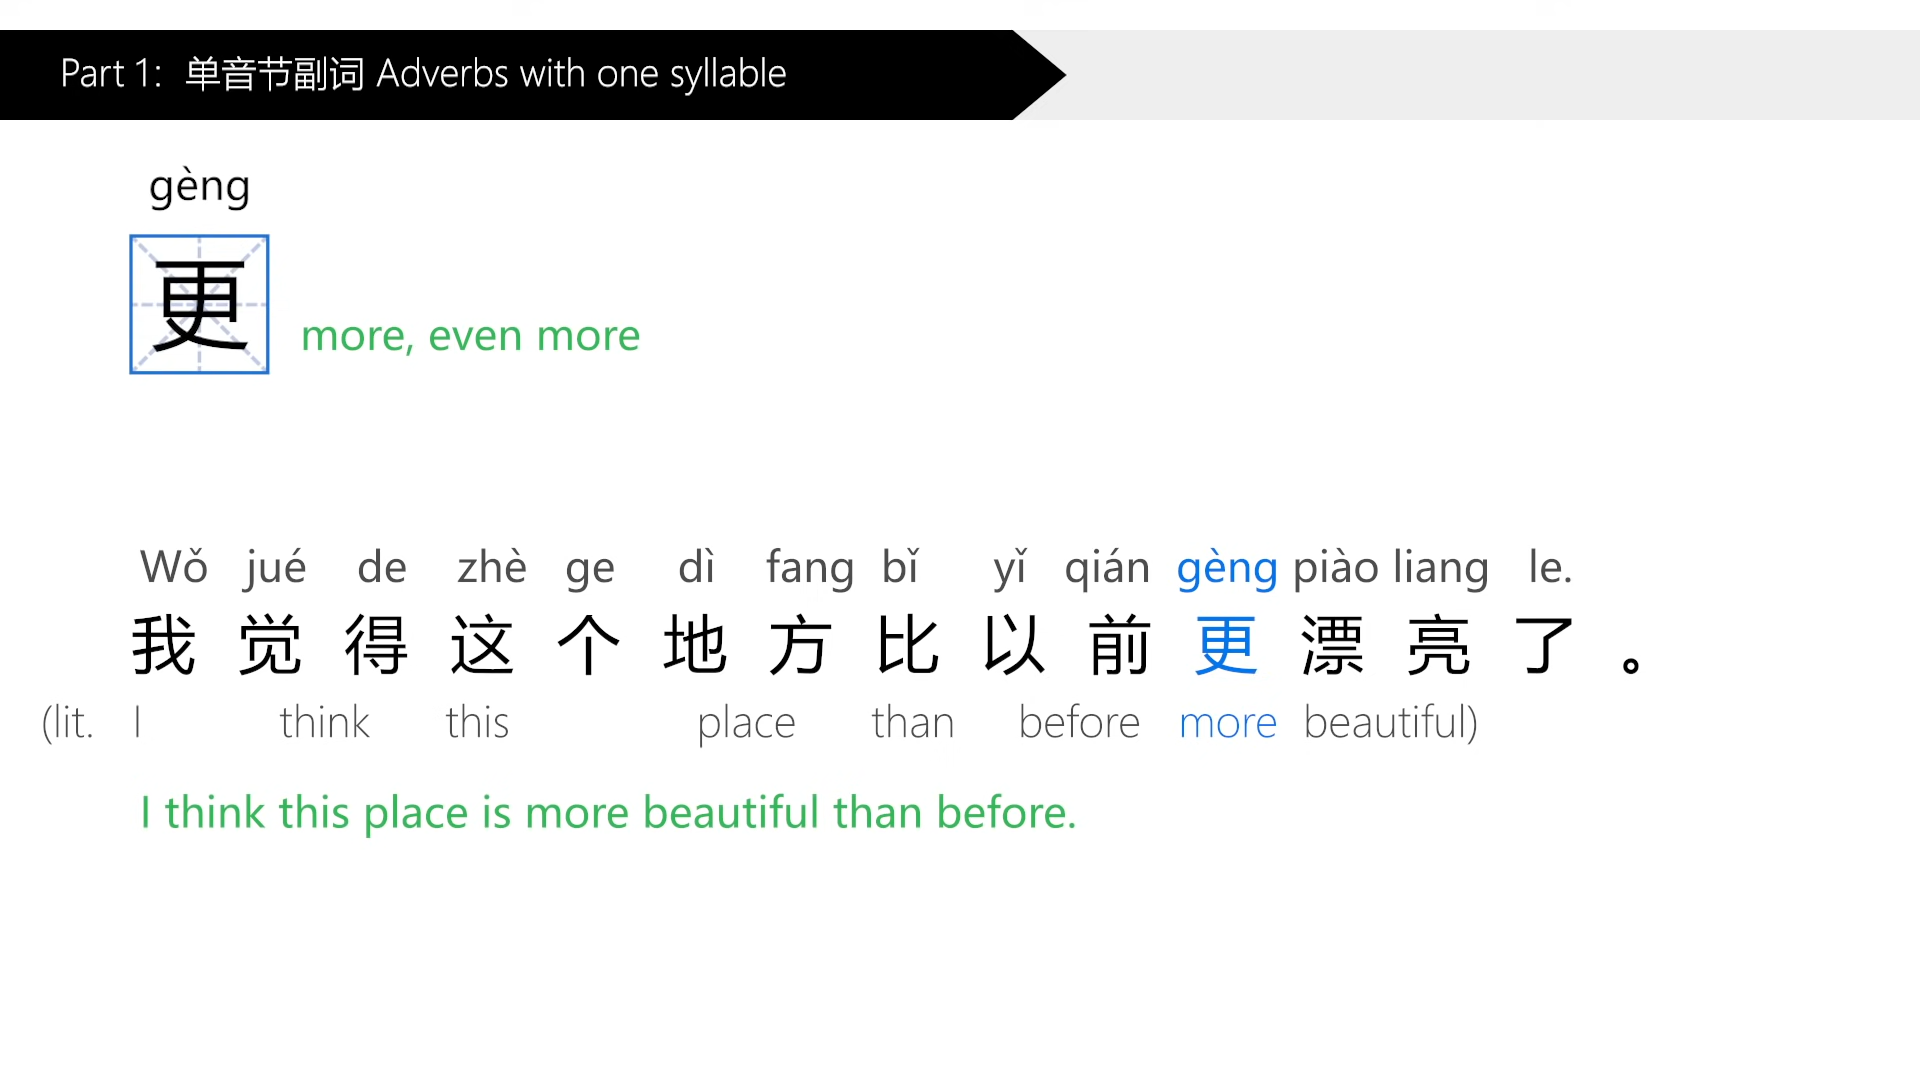 Part 1: 单音节副词 Adverbs with one syllable
gèng
更
more, even more
Wǒ jué de zhè ge dì fang bǐ yǐ qián gèng piào liang le.
我觉得这个地方比以前更漂亮了。
(lit. I think this place than before more beautiful)
I think this place is more beautiful than before.